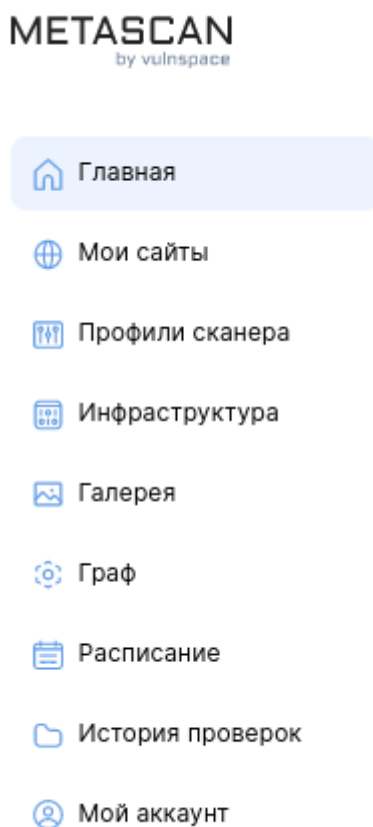 METASCAN
by vulnspace
Главная
Мои сайты
Профили сканера
Инфраструктура
Галерея
Граф
Расписание
История проверок
Мой аккаунт